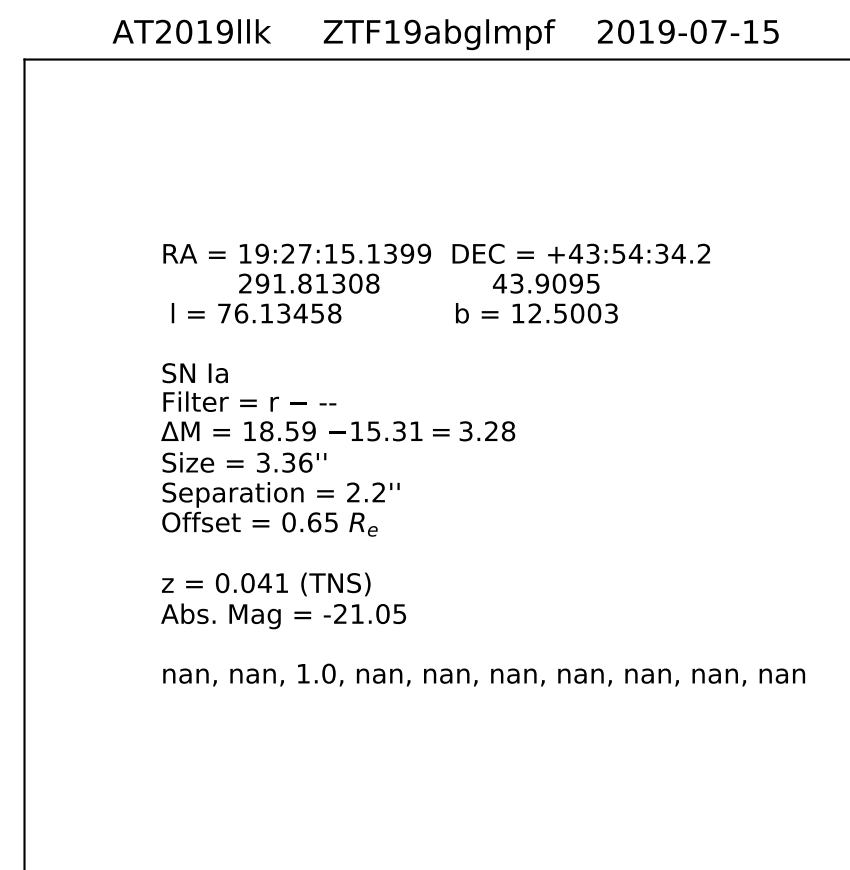 AT2019llk ZTF19abglmpf 2019-07-15
RA = 19:27:15.1399 DEC = +43:54:34.2
291.81308 43.9095
l = 76.13458 b = 12.5003
SN Ia
Filter = r − --
ΔM = 18.59 −15.31 = 3.28
Size = 3.36''
Separation = 2.2''
Offset = 0.65 Re
z = 0.041 (TNS)
Abs. Mag = -21.05
nan, nan, 1.0, nan, nan, nan, nan, nan, nan, nan